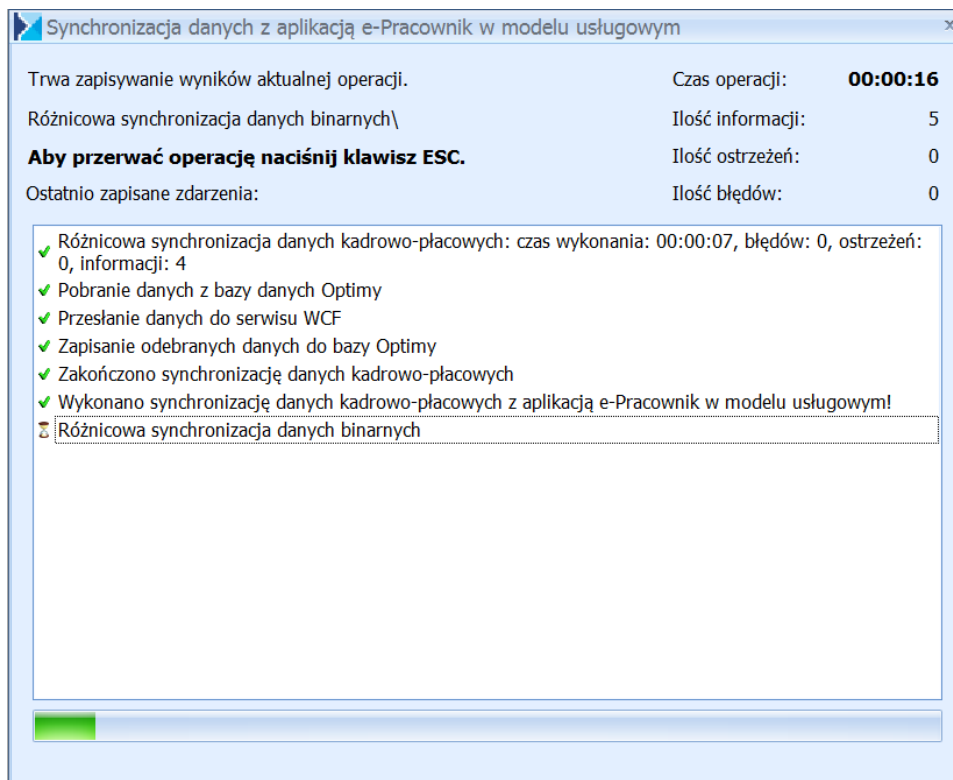 Synchronizacja danych z aplikacją e-Pracownik w modelu usługowym
Trwa zapisywanie wyników aktualnej operacji.
Czas operacji: 00:00:16
Różnicowa synchronizacja danych binarnych\
Ilość informacji: 5
Aby przerwać operację naciśnij klawisz ESC.
Ilość ostrzeżeń: 0
Ostatnio zapisane zdarzenia:
Ilość błędów: 0
Różnicowa synchronizacja danych kadrowo-płacowych: czas wykonania: 00:00:07, błędów: 0, ostrzeżeń:
0, informacji: 4
Pobranie danych z bazy danych Optimy
Przesłanie danych do serwisu WCF
Zapisanie odebranych danych do bazy Optimy
Zakończono synchronizację danych kadrowo-płacowych
Wykonano synchronizację danych kadrowo-płacowych z aplikacją e-Pracownik w modelu usługowym!
Różnicowa synchronizacja danych binarnych